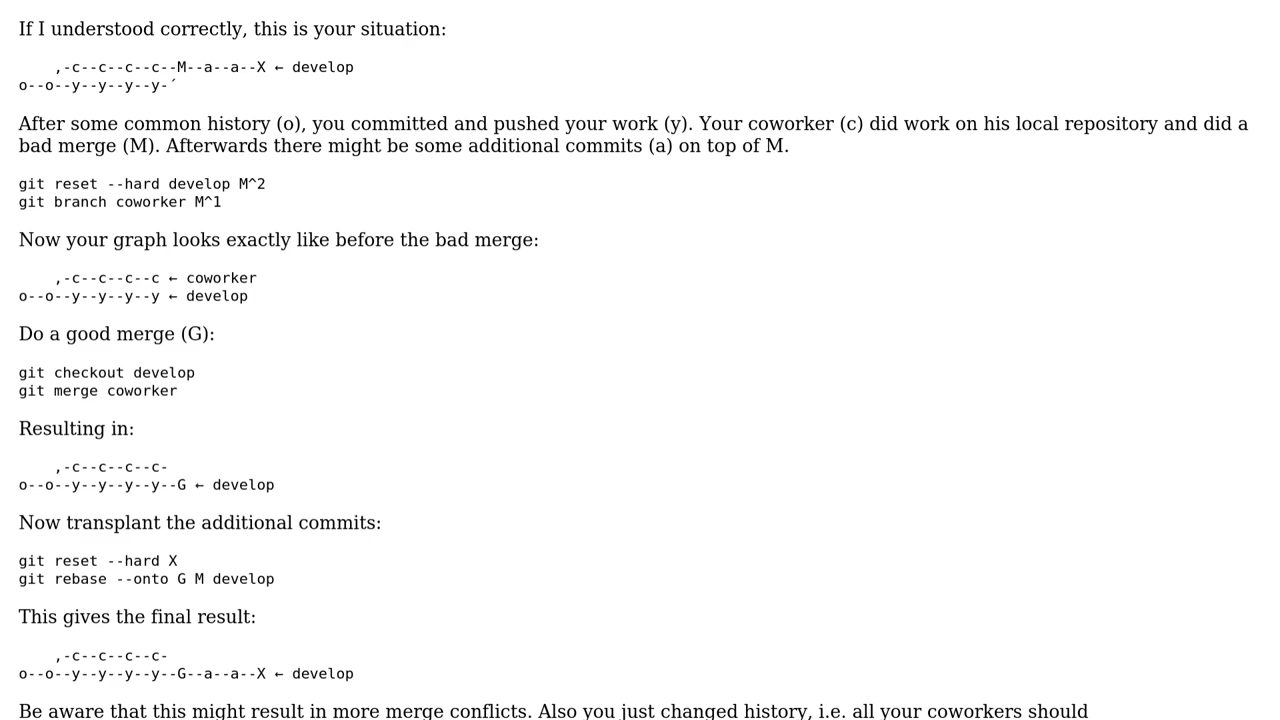 If I understood correctly, this is your situation:
    ,-c--c--c--c--M--a--a--X ← develop
o--o--y--y--y--y-´
After some common history (o), you committed and pushed your work (y). Your coworker (c) did work on his local repository and did a
bad merge (M). Afterwards there might be some additional commits (a) on top of M.
git reset --hard develop M^2
git branch coworker M^1
Now your graph looks exactly like before the bad merge:
    ,-c--c--c--c ← coworker
o--o--y--y--y--y ← develop
Do a good merge (G):
git checkout develop
git merge coworker
Resulting in:
    ,-c--c--c--c-
o--o--y--y--y--y--G ← develop
Now transplant the additional commits:
git reset --hard X
git rebase --onto G M develop
This gives the final result:
    ,-c--c--c--c-
o--o--y--y--y--y--G--a--a--X ← develop
Be aware that this might result in more merge conflicts. Also you just changed history, i.e. all your coworkers should